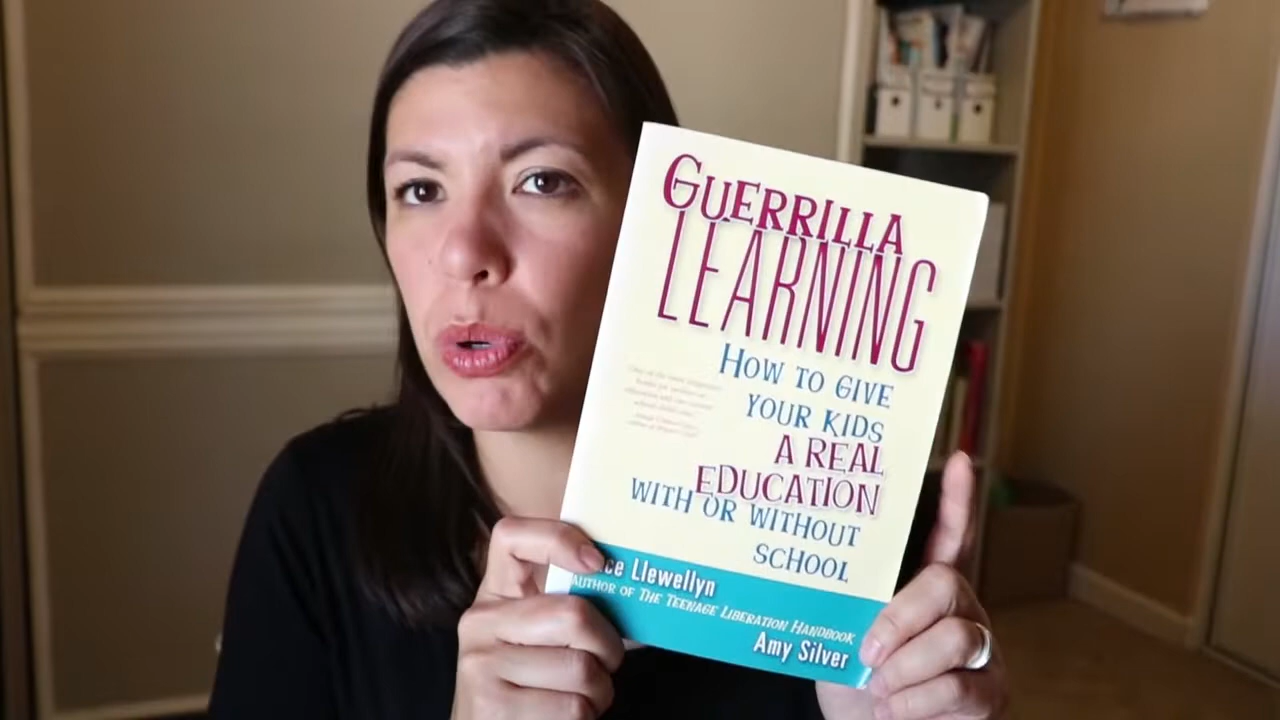 GUERRILLA
LEARNING
HOW TO GIVE
YOUR KIDS
A REAL
EDUCATION
WITH OR WITHOUT
SCHOOL
ce Llewellyn
AUTHOR OF THE TEENAGE LIBERATION HANDBOOK
Amy Silver